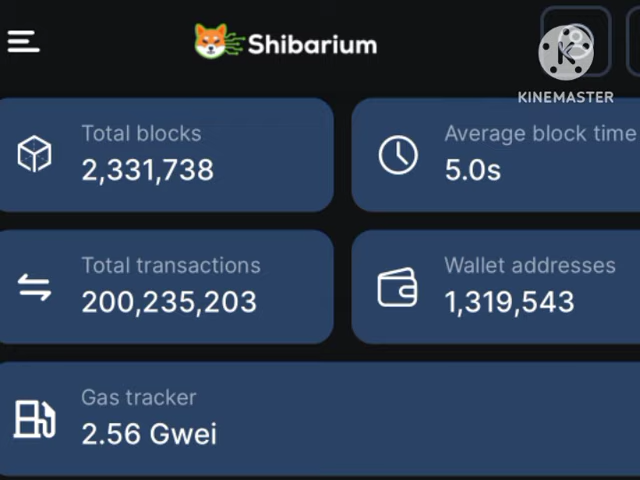 Shibarium
KINEMASTER
Total blocks
2,331,738
Average block time
5.0s
Total transactions
200,235,203
Wallet addresses
1,319,543
Gas tracker
2.56 Gwei